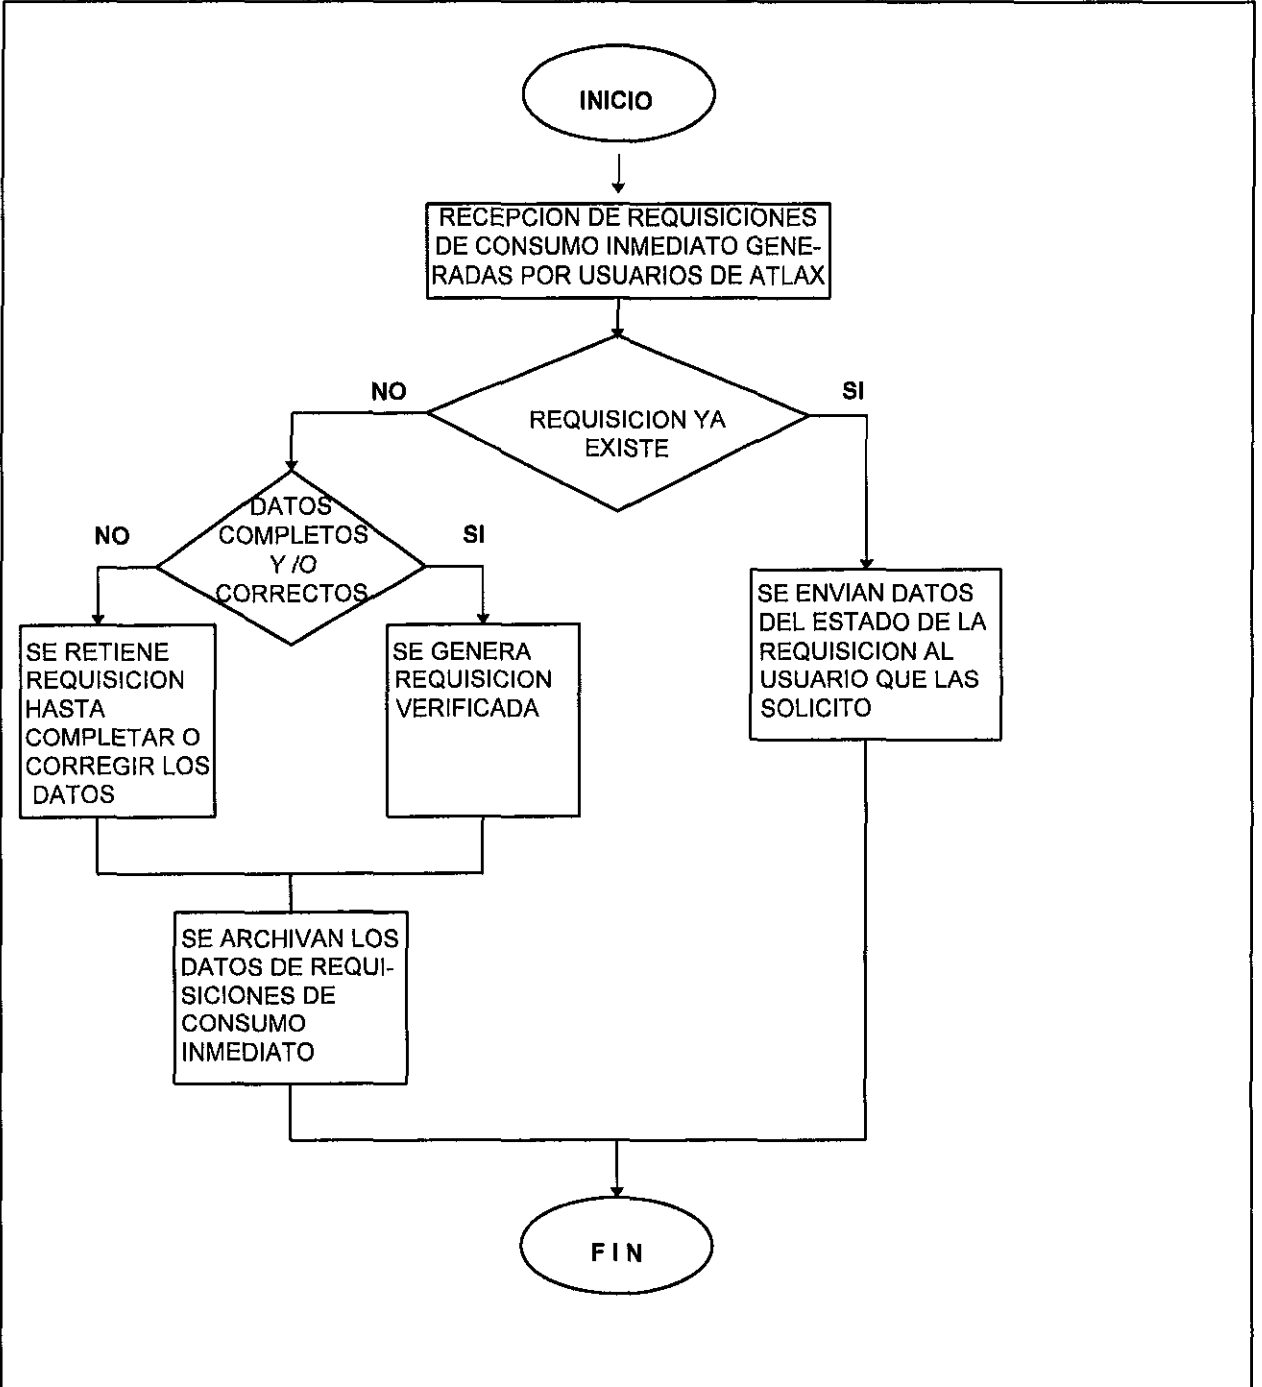 INICIO
RECEPCION DE REQUISICIONES
DE CONSUMO INMEDIATO GENE-
RADAS POR USUARIOS DE ATLAX
NO
SI
REQUISICION YA
EXISTE
DATOS
COMPLETOS
Y /O
CORRECTOS
NO
SI
SE RETIENE
REQUISICION
HASTA
COMPLETAR O
CORREGIR LOS
DATOS
SE GENERA
REQUISICION
VERIFICADA
SE ENVIAN DATOS
DEL ESTADO DE LA
REQUISICION AL
USUARIO QUE LAS
SOLICITO
SE ARCHIVAN LOS
DATOS DE REQUI-
SICIONES DE
CONSUMO
INMEDIATO
F I N